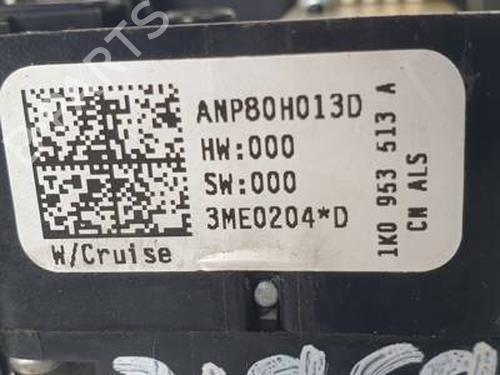 ANP80H013D
HW:000
SW:000
3ME0204*D
W/Cruise
1K0 953 513 A
CN ALS